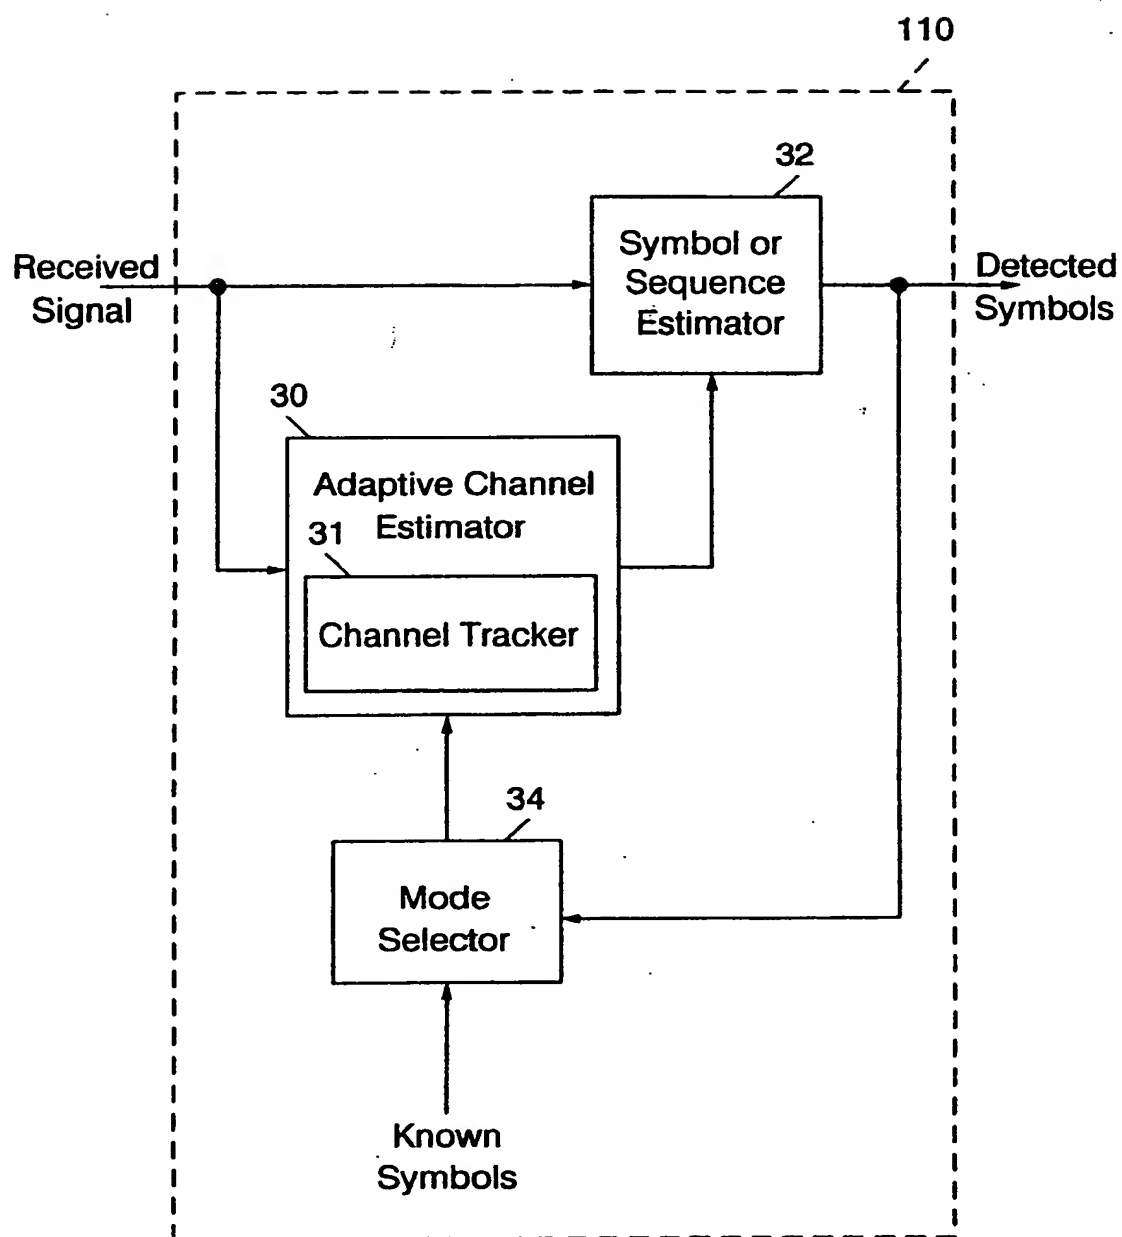 110
32
Symbol or
Sequence
Estimator
Received
Signal
Detected
Symbols
30
Adaptive Channel
Estimator
31
Channel Tracker
34
Mode
Selector
Known
Symbols